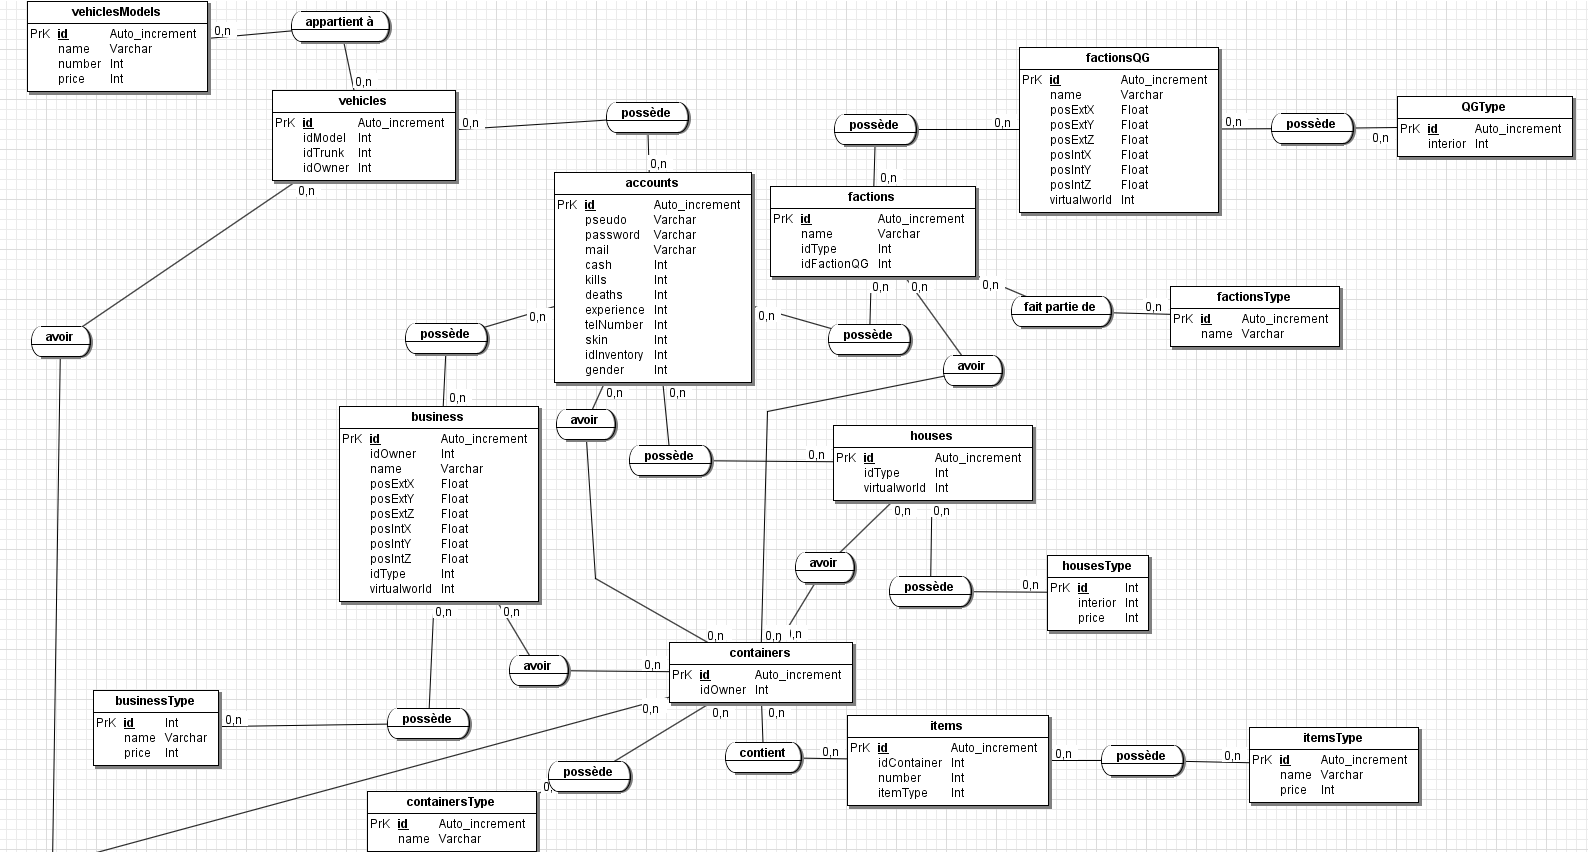 vehiclesModels
PrK id Auto_increment
name Varchar
number Int
price Int
0,n
appartient à
0,n
vehicles
PrK id Auto_increment
idModel Int
idTrunk Int
idOwner Int
0,n
possède
0,n
0,n
accounts
PrK id Auto_increment
pseudo Varchar
password Varchar
mail Varchar
cash Int
kills Int
deaths Int
experience Int
telNumber Int
skin Int
idInventory Int
gender Int
possède
0,n
0,n
factions
PrK id Auto_increment
name Varchar
idType Int
idFactionQG Int
factionsQG
PrK id Auto_increment
name Varchar
posExtX Float
posExtY Float
posExtZ Float
posIntX Float
posIntY Float
posIntZ Float
virtualworld Int
0,n
possède
0,n
QGType
PrK id Auto_increment
interior Int
0,n
fait partie de
0,n
factionsType
PrK id Auto_increment
name Varchar
0,n
0,n
0,n
possède
avoir
avoir
possède
0,n
0,n
business
PrK id Auto_increment
idOwner Int
name Varchar
posExtX Float
posExtY Float
posExtZ Float
posIntX Float
posIntY Float
posIntZ Float
idType Int
virtualworld Int
0,n
0,n
avoir
possède
0,n
houses
PrK id Auto_increment
idType Int
virtualworld Int
0,n
0,n
avoir
possède
0,n
housesType
PrK id Int
interior Int
price Int
0,n
0,n
avoir
0,n
0,n
0,n
,n
containers
PrK id Auto_increment
idOwner Int
businessType
PrK id Int
name Varchar
price Int
0,n
possède
0,n
0,n
0,n
possède
0,
containersType
PrK id Auto_increment
name Varchar
contient
0,n
items
PrK id Auto_increment
idContainer Int
number Int
itemType Int
0,n
possède
0,n
itemsType
PrK id Auto_increment
name Varchar
price Int